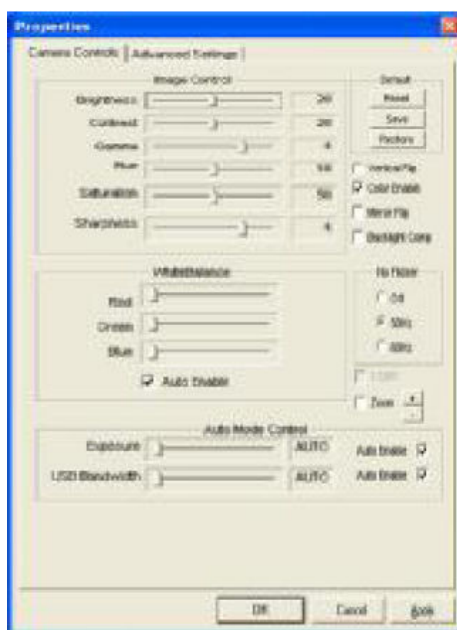 Properties
Camera Controls
Advanced Settings
Image Control
Brightness 20
Contrast 20
Gamma 4
Hue 50
Saturation 50
Sharpness 4
Default
Reset
Save
Restore
Vertical Flip
Color Enable
Mirror Flip
Backlight Comp
WhiteBalance
Red
Green
Blue
Auto Enable
No Flicker
Off
50Hz
60Hz
Zoom
+
-
Auto Mode Control
Exposure AUTO Auto Enable
USB Bandwidth AUTO Auto Enable
OK
Cancel
Apply